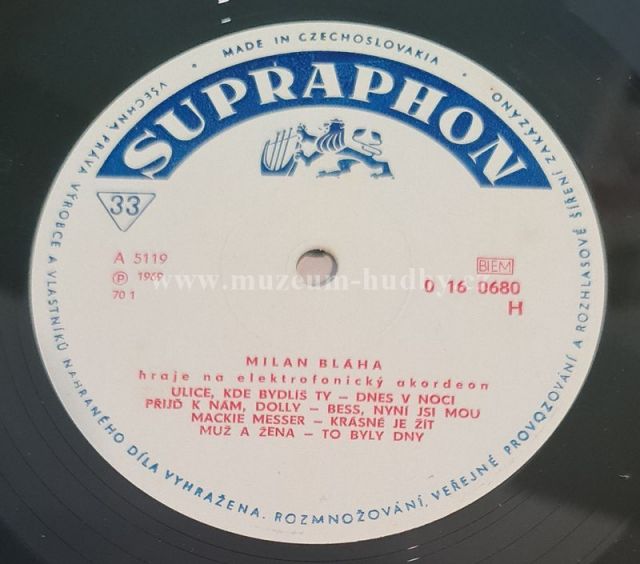 MADE IN CZECHOSLOVAKIA
SUPRAPHON
33
A 5119
Ⓟ 1969
70 1
BIEM
0 16 0680
H
www.muzeum-hudby.cz
MILAN BLÁHA
hraje na elektrofonický akordeon
ULICE, KDE BYDLÍŠ TY – DNES V NOCI
PŘIJĎ K NÁM, DOLLY – BESS, NYNÍ JSI MOU
MACKIE MESSER – KRÁSNÉ JE ŽÍT
MUŽ A ŽENA – TO BYLY DNY
VŠECHNA PRÁVA VÝROBCE A VLASTNÍKŮ NAHRANÉHO DÍLA VYHRAŽENA. ROZMNOŽOVÁNÍ, VEŘEJNÉ PROVOZOVÁNÍ A ROZHLASOVÉ ŠÍŘENÍ ZAKÁZÁNO